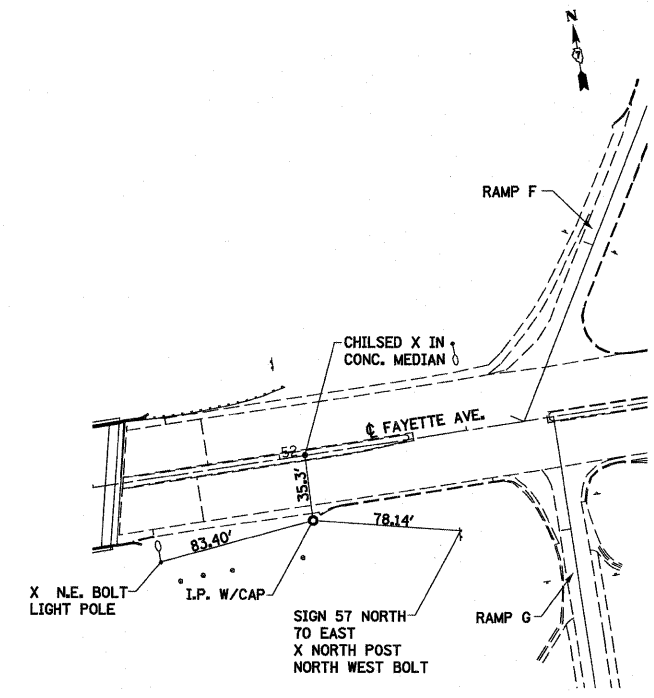 N
RAMP F
CHILSED X IN
CONC. MEDIAN
℄ FAYETTE AVE.
52
35.3'
78.14'
83.40'
X N.E. BOLT
LIGHT POLE
I.P. W/CAP
SIGN 57 NORTH
70 EAST
X NORTH POST
NORTH WEST BOLT
RAMP G